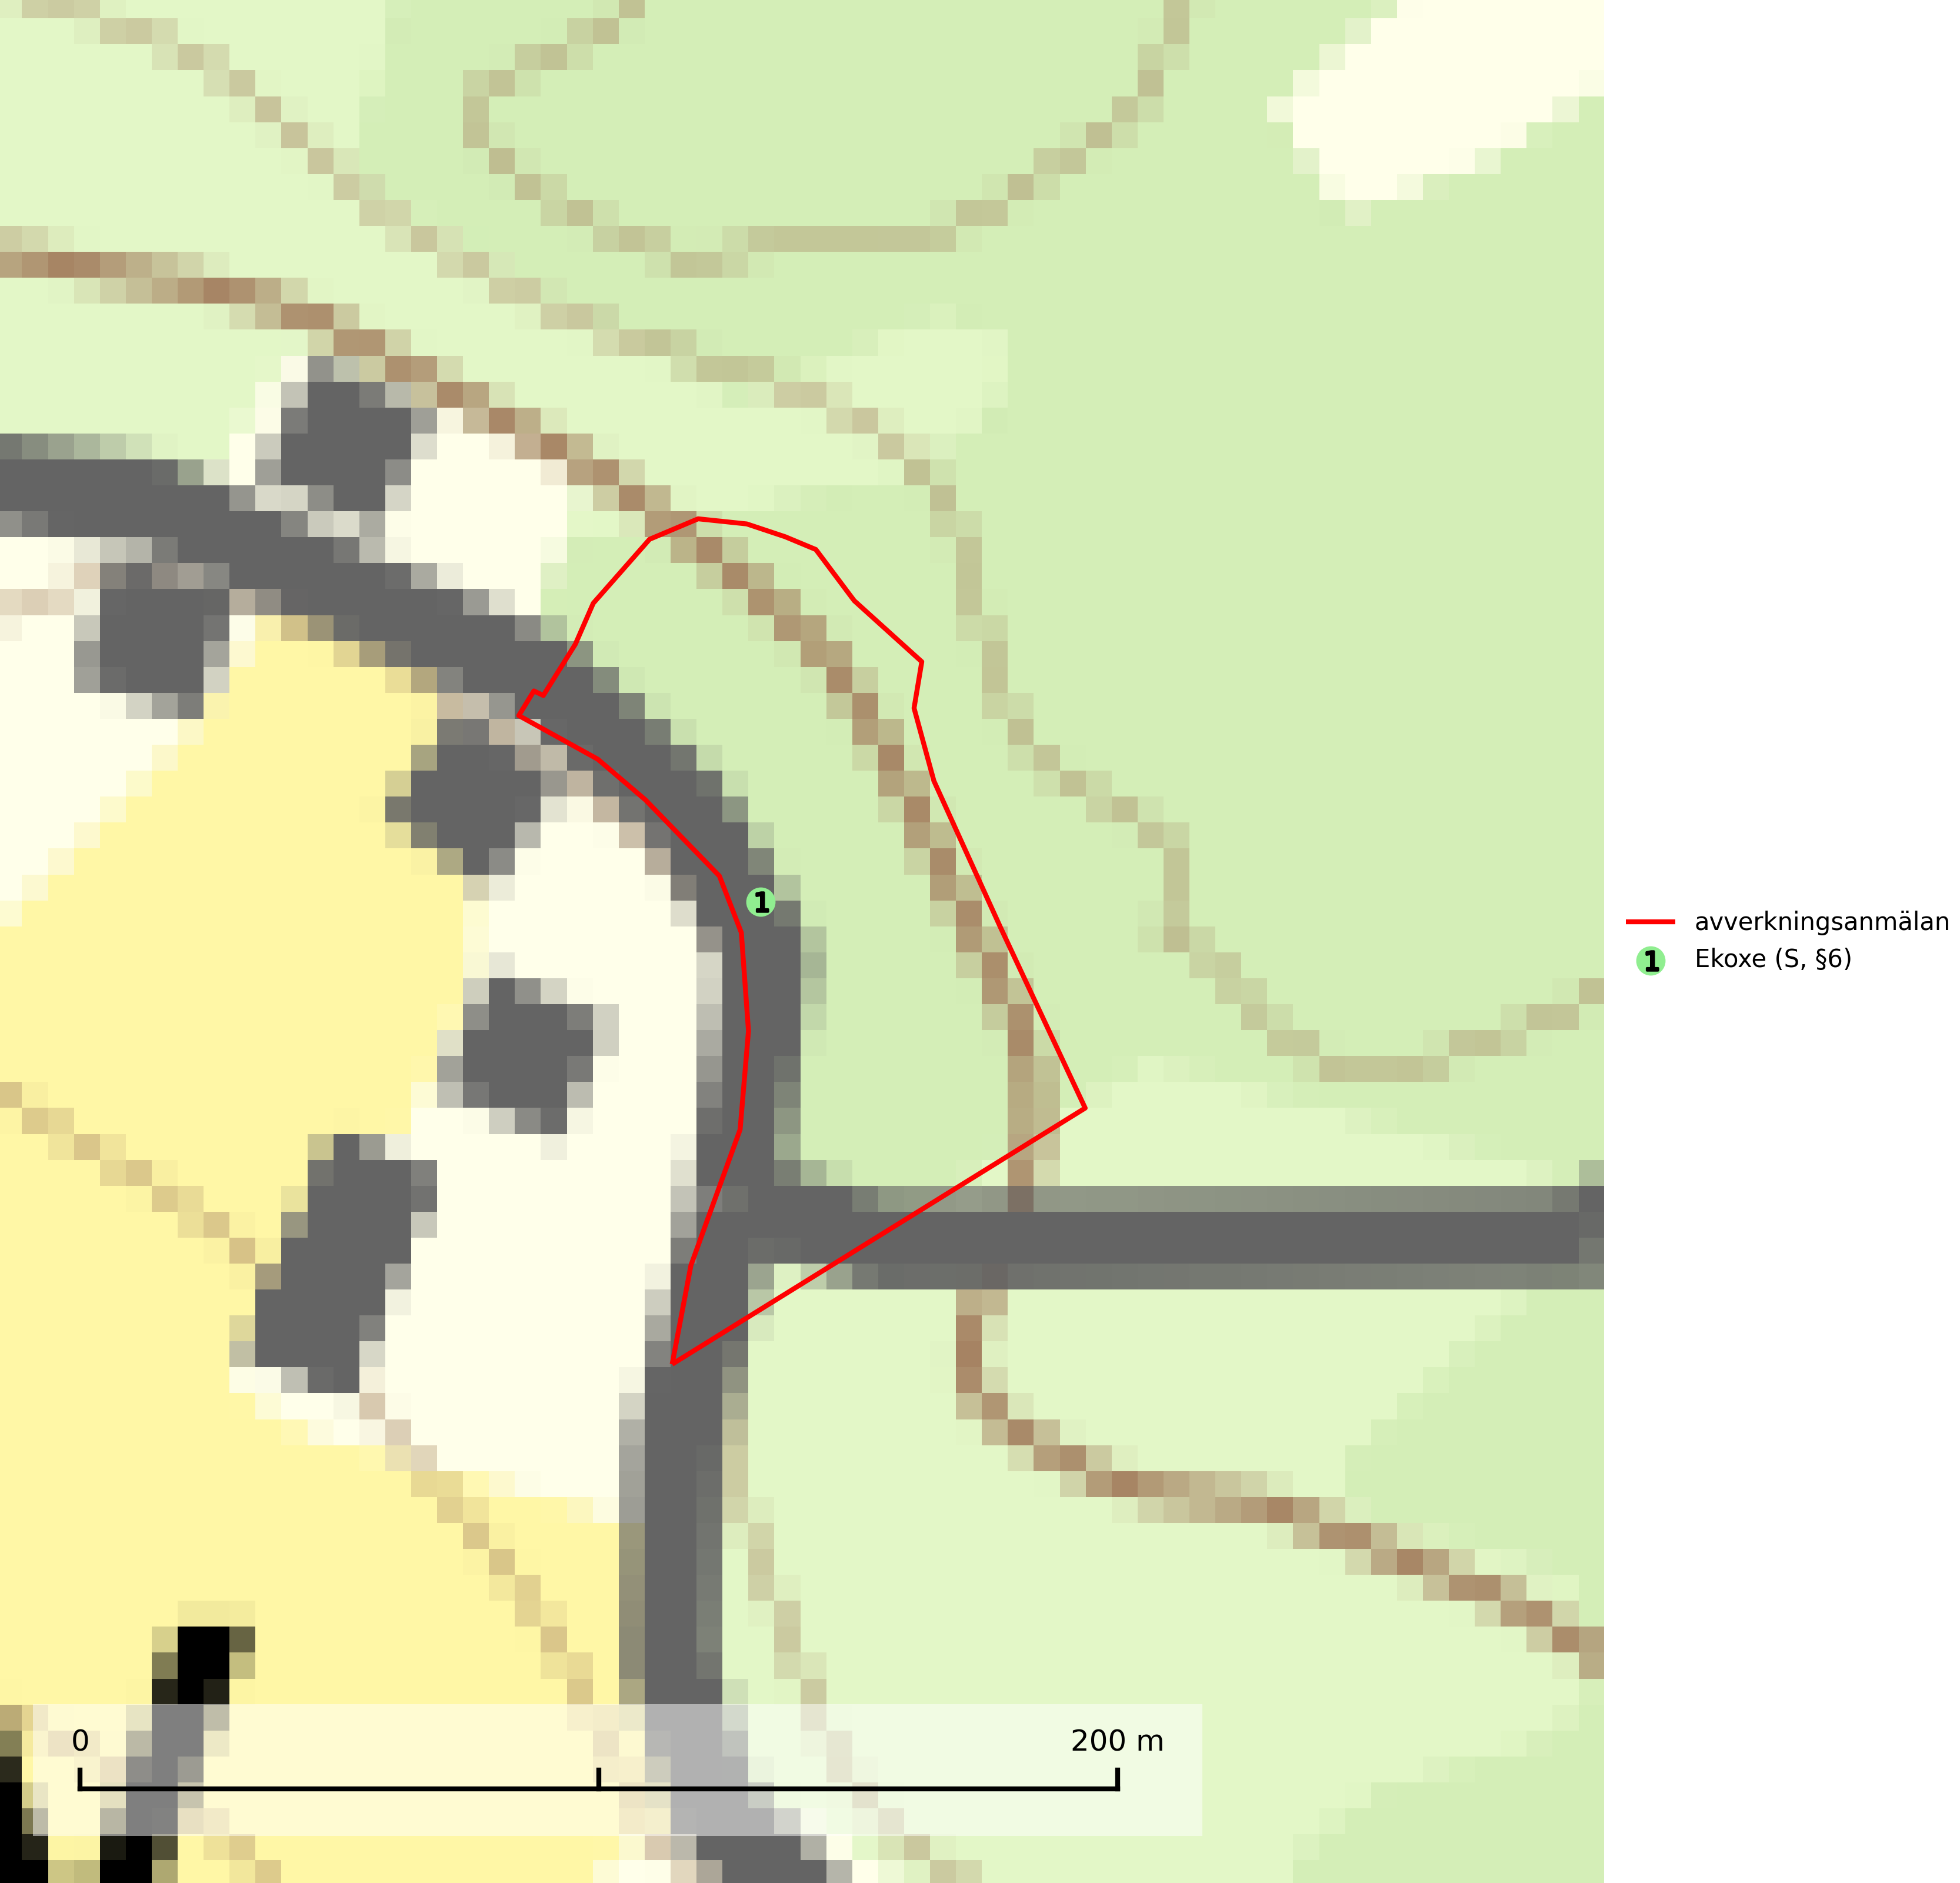 1
avverkningsanmälan
1 Ekoxe (S, §6)
0 200 m